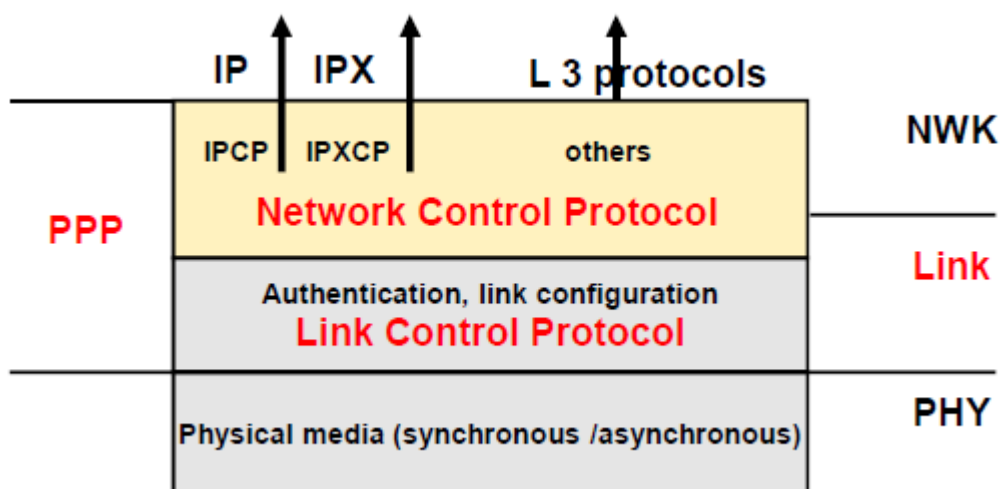 IP IPX L 3 protocols
NWK
IPCP IPXCP others
Network Control Protocol
PPP
Link
Authentication, link configuration
Link Control Protocol
PHY
Physical media (synchronous /asynchronous)